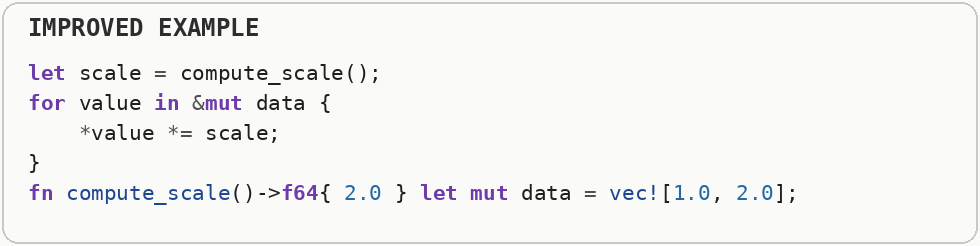 IMPROVED EXAMPLE
let scale = compute_scale();
for value in &mut data {
    *value *= scale;
}
fn compute_scale()->f64{ 2.0 } let mut data = vec![1.0, 2.0];